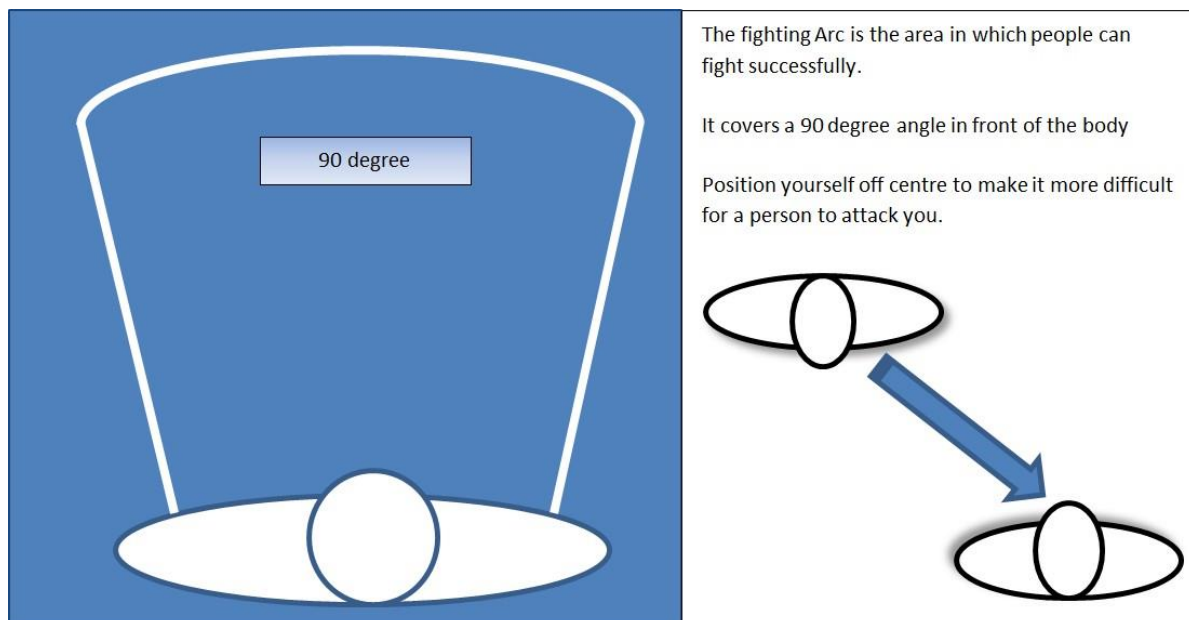 90 degree
The fighting Arc is the area in which people can
fight successfully.
It covers a 90 degree angle in front of the body
Position yourself off centre to make it more difficult
for a person to attack you.